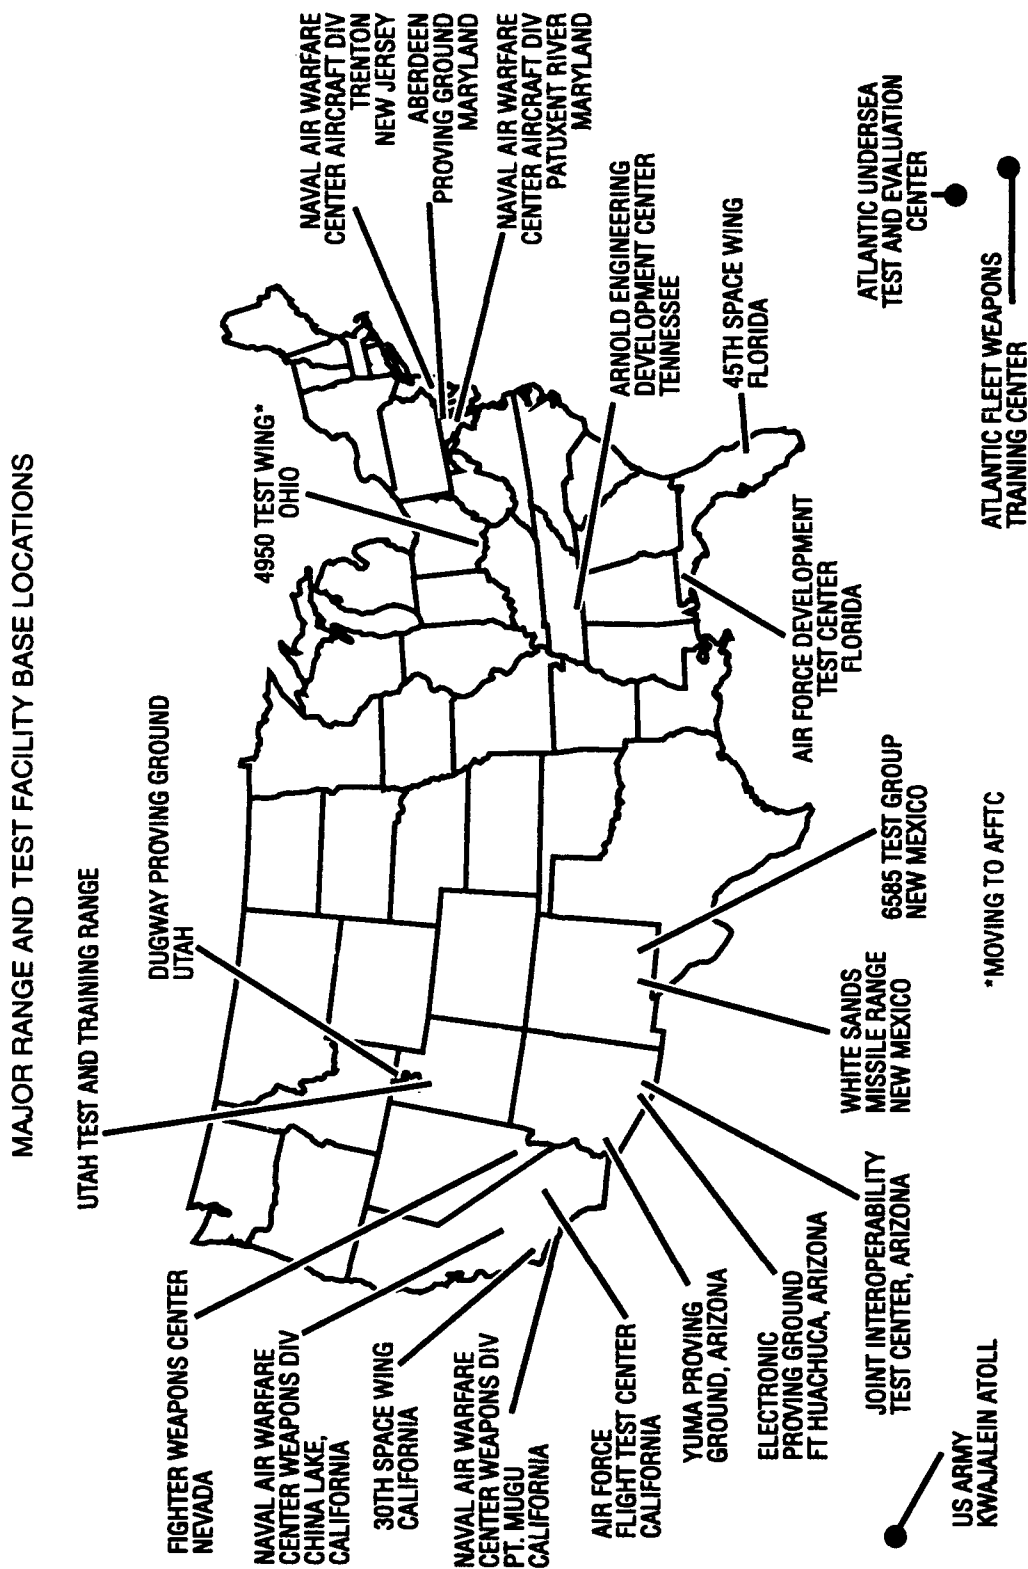 MAJOR RANGE AND TEST FACILITY BASE LOCATIONS
UTAH TEST AND TRAINING RANGE
DUGWAY PROVING GROUND
UTAH
4950 TEST WING*
OHIO
NAVAL AIR WARFARE
CENTER AIRCRAFT DIV
TRENTON
NEW JERSEY
ABERDEEN
PROVING GROUND
MARYLAND
NAVAL AIR WARFARE
CENTER AIRCRAFT DIV
PATUXENT RIVER
MARYLAND
ARNOLD ENGINEERING
DEVELOPMENT CENTER
TENNESSEE
45TH SPACE WING
FLORIDA
ATLANTIC UNDERSEA
TEST AND EVALUATION
CENTER
ATLANTIC FLEET WEAPONS
TRAINING CENTER
AIR FORCE DEVELOPMENT
TEST CENTER
FLORIDA
6585 TEST GROUP
NEW MEXICO
WHITE SANDS
MISSILE RANGE
NEW MEXICO
JOINT INTEROPERABILITY
TEST CENTER, ARIZONA
ELECTRONIC
PROVING GROUND
FT HUACHUCA, ARIZONA
YUMA PROVING
GROUND, ARIZONA
AIR FORCE
FLIGHT TEST CENTER
CALIFORNIA
NAVAL AIR WARFARE
CENTER WEAPONS DIV
PT. MUGU
CALIFORNIA
30TH SPACE WING
CALIFORNIA
NAVAL AIR WARFARE
CENTER WEAPONS DIV
CHINA LAKE,
CALIFORNIA
FIGHTER WEAPONS CENTER
NEVADA
US ARMY
KWAJALEIN ATOLL
*MOVING TO AFFTC